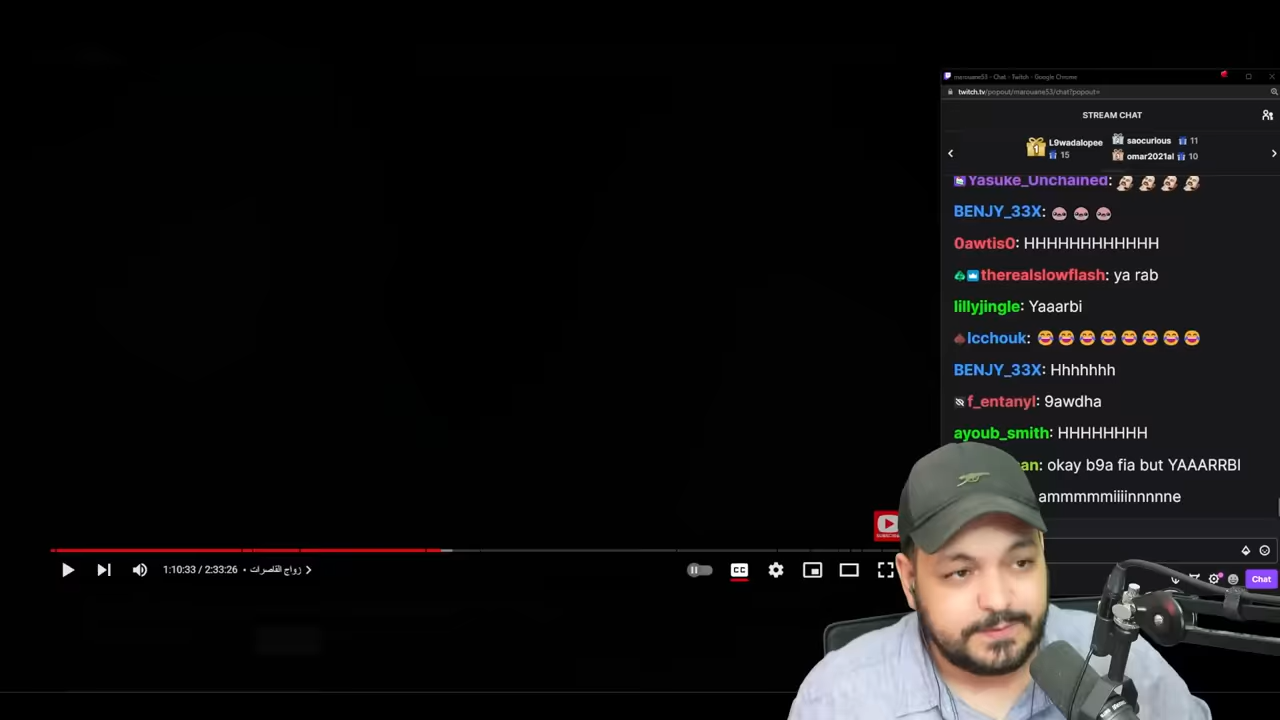 marouane53 - Chat - Twitch - Google Chrome
twitch.tv/popout/marouane53/chat?popout=
STREAM CHAT
L9wadalopee
15
saocurious 11
omar2021al 10
Yasuke_Unchained:
BENJY_33X:
0awtis0: HHHHHHHHHHHH
therealslowflash: ya rab
lillyjingle: Yaaarbi
lcchouk: 😂😂😂😂😂😂😂😂
BENJY_33X: Hhhhhhh
f_entanyl: 9awdha
ayoub_smith: HHHHHHHH
an: okay b9a fia but YAAARRBI
ammmmmiiiinnnnne
1:10:33 / 2:33:26 • زواج القاصرات
CC
Chat